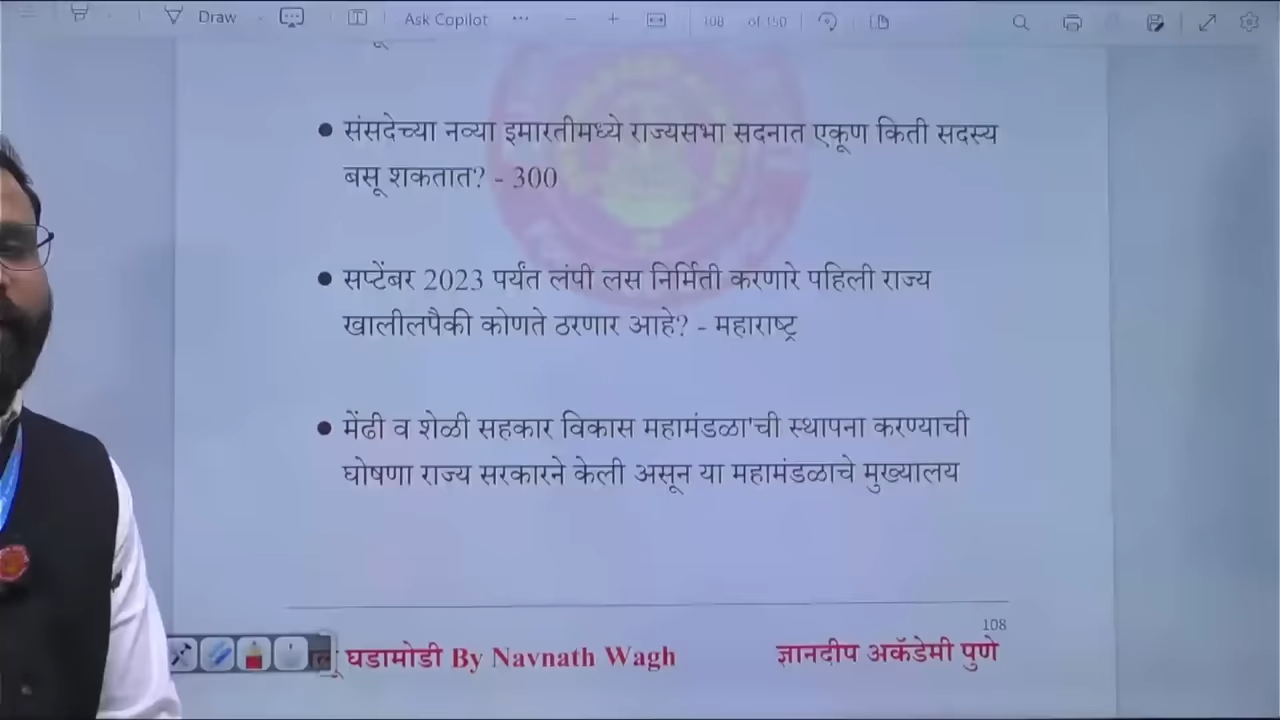 Draw
Ask Copilot
108 of 150
● संसदेच्या नव्या इमारतीमध्ये राज्यसभा सदनात एकूण किती सदस्य
बसू शकतात? - 300
● सप्टेंबर 2023 पर्यंत लंपी लस निर्मिती करणारे पहिली राज्य
खालीलपैकी कोणते ठरणार आहे? - महाराष्ट्र
● मेंढी व शेळी सहकार विकास महामंडळा'ची स्थापना करण्याची
घोषणा राज्य सरकारने केली असून या महामंडळाचे मुख्यालय
108
घडामोडी By Navnath Wagh ज्ञानदीप अकॅडेमी पुणे